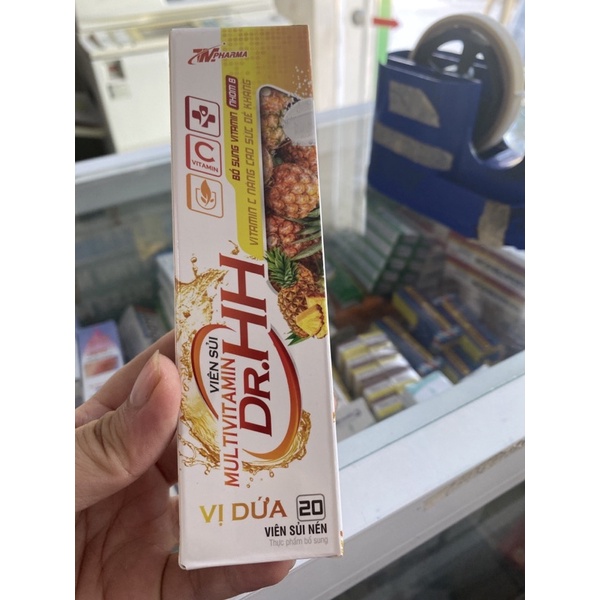 TW PHARMA
C
VITAMIN
BỔ SUNG VITAMIN NHÓM B
VITAMIN C NÂNG CAO SỨC ĐỀ KHÁNG
VIÊN SỦI
MULTIVITAMIN
DR.HH
VỊ DỨA
20
VIÊN SỦI NÉN
Thực phẩm bổ sung